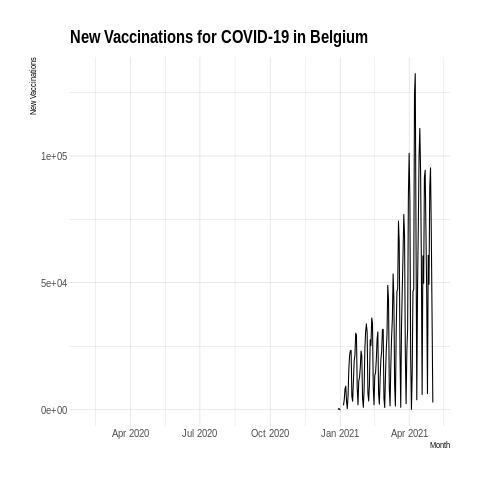 New Vaccinations for COVID-19 in Belgium
New Vaccinations
1e+05
5e+04
0e+00
Apr 2020 Jul 2020 Oct 2020 Jan 2021 Apr 2021
Month